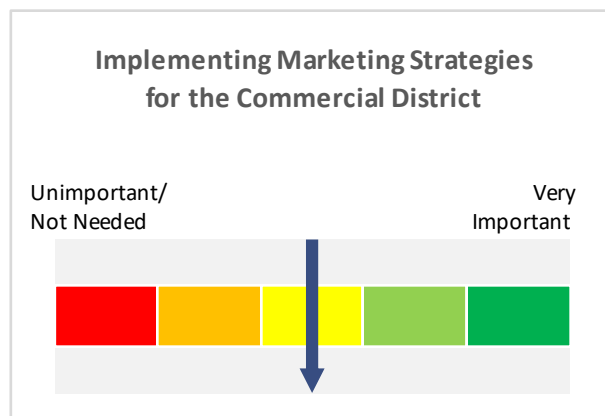 Implementing Marketing Strategies
for the Commercial District
Unimportant/
Not Needed
Very
Important